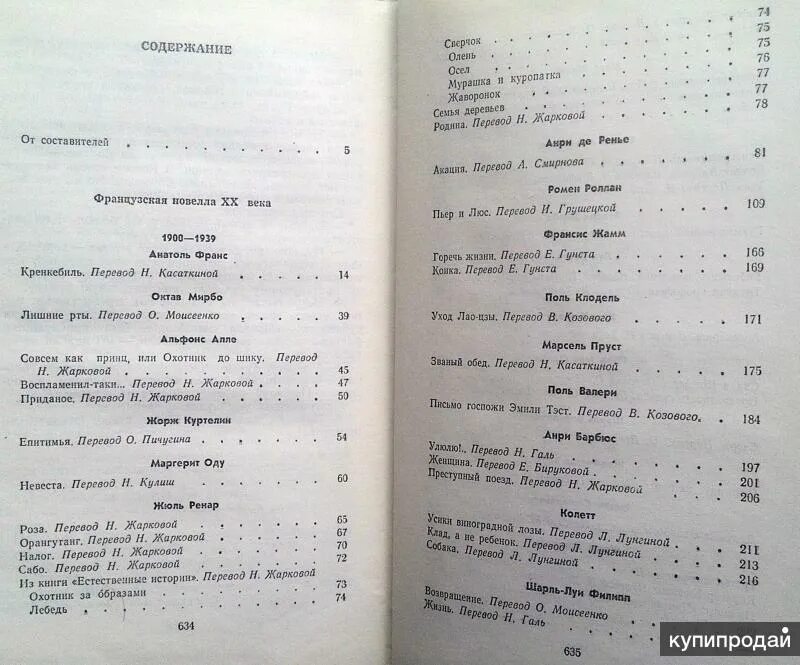 СОДЕРЖАНИЕ
От составителей . . . . . . . . . . . 5
Французская новелла XX века
1900—1939
Анатоль Франс
Кренкебиль. Перевод Н. Касаткиной . . . . . 14
Октав Мирбо
Лишние рты. Перевод О. Моисеенко . . . . . 39
Альфонс Алле
Совсем как принц, или Охотник до шику. Перевод
Н. Жарковой . . . . . . . . . . . 45
Воспламенил-таки... Перевод Н. Жарковой . . . . 47
Приданое. Перевод Н. Жарковой . . . . . . 50
Жорж Куртелин
Епитимья. Перевод О. Пичугина . . . . . . 54
Маргерит Оду
Невеста. Перевод Н. Кулиш . . . . . . . 60
Жюль Ренар
Роза. Перевод Н. Жарковой . . . . . . . 65
Орангутанг. Перевод Н. Жарковой . . . . . 67
Налог. Перевод Н. Жарковой . . . . . . . 70
Сабо. Перевод Н. Жарковой . . . . . . . 72
Из книги «Естественные истории». Перевод Н. Жарковой
Охотник за образами . . . . . . . . . 73
Лебедь . . . . . . . . . . . . . 74
634
Сверчок . . . . . . . . . . . 74
Олень . . . . . . . . . . . 75
Осел . . . . . . . . . . . 75
Мурашка и куропатка . . . . . . . 76
Жаворонок . . . . . . . . . . 77
Семья деревьев . . . . . . . . . 77
Родина. Перевод Н. Жарковой . . . . . . 78
Анри де Ренье
Акация. Перевод А. Смирнова . . . . . . 81
Ромен Роллан
Пьер и Люс. Перевод И. Грушецкой . . . . . 109
Франсис Жамм
Горечь жизни. Перевод Е. Гунста . . . . . 166
Конка. Перевод Е. Гунста . . . . . . . 169
Поль Клодель
Уход Лао-цзы. Перевод В. Козового . . . . . 171
Марсель Пруст
Званый обед. Перевод Н. Касаткиной . . . . . 175
Поль Валери
Письмо госпожи Эмили Тэст. Перевод В. Козового. . 184
Анри Барбюс
Улюлю!.. Перевод Н. Галь . . . . . . . 197
Женщина. Перевод Е. Бируковой . . . . . . 201
Преступный поезд. Перевод Н. Жарковой . . . . 206
Колетт
Усики виноградной лозы. Перевод Л. Лунгиной . . . 211
Клад, а не ребенок. Перевод Л. Лунгиной . . . . 213
Собака. Перевод Л. Лунгиной . . . . . . 216
Шарль-Луи Филипп
Возвращение. Перевод О. Моисеенко
Жизнь. Перевод Н. Галь
635
купипродай